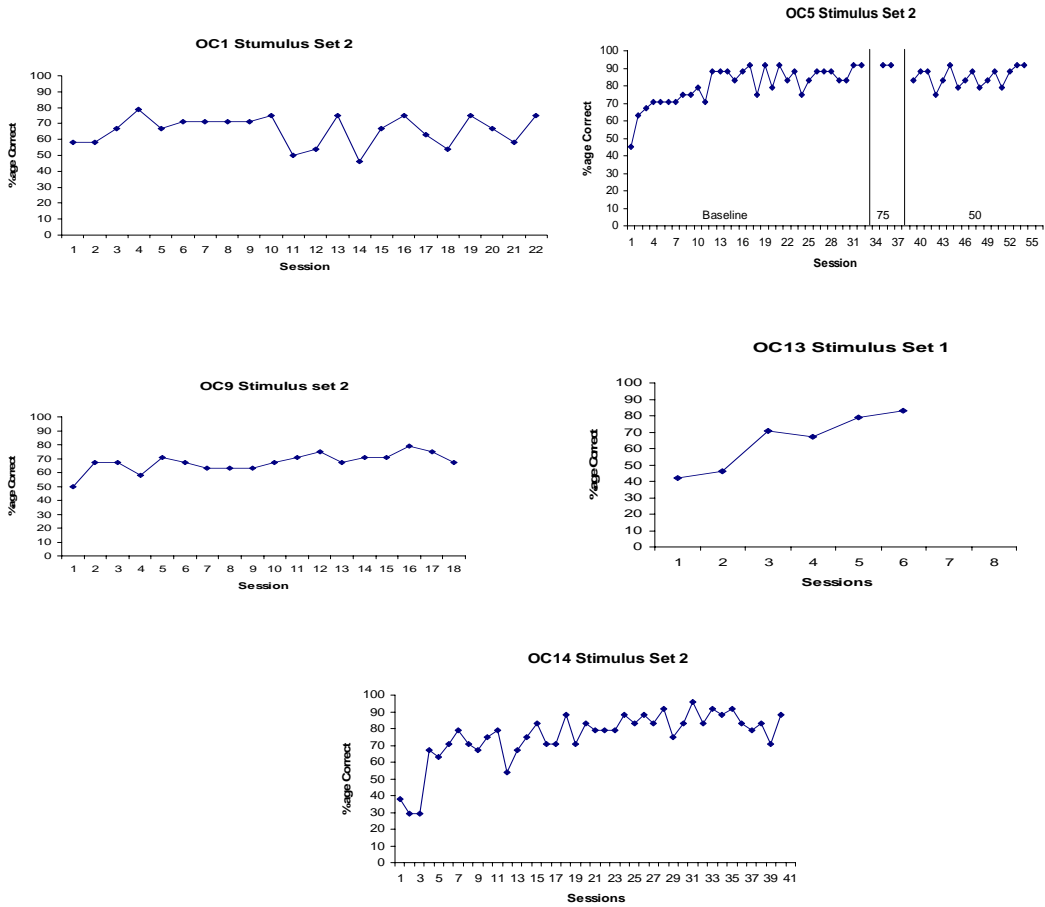 OC1 Stumulus Set 2
100
90
80
70
60
50
40
30
20
10
0
%age Correct
1 2 3 4 5 6 7 8 9 10 11 12 13 14 15 16 17 18 19 20 21 22
Session
OC5 Stimulus Set 2
100
90
80
70
60
50
40
30
20
10
0
%age Correct
Baseline 75 50
1 4 7 10 13 16 19 22 25 28 31 34 37 40 43 46 49 52 55
Session
OC9 Stimulus set 2
100
90
80
70
60
50
40
30
20
10
0
%age Correct
1 2 3 4 5 6 7 8 9 10 11 12 13 14 15 16 17 18
Session
OC13 Stimulus Set 1
100
90
80
70
60
50
40
30
20
10
0
%age Correct
1 2 3 4 5 6 7 8
Sessions
OC14 Stimulus Set 2
100
90
80
70
60
50
40
30
20
10
0
%age Correct
1 3 5 7 9 11 13 15 17 19 21 23 25 27 29 31 33 35 37 39 41
Sessions